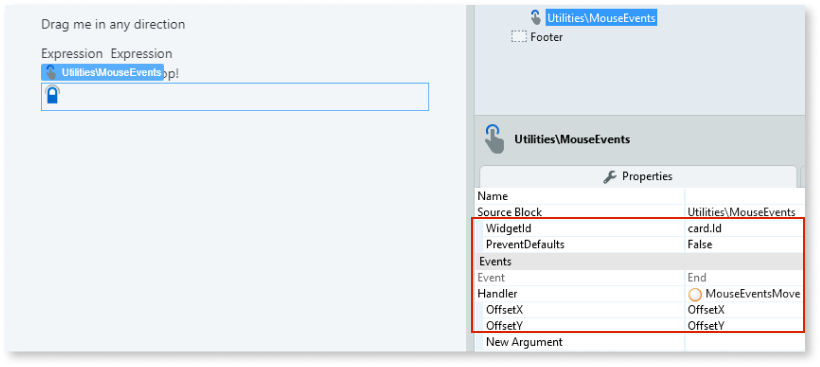 Drag me in any direction
Expression Expression
Utilities\MouseEvents op!
Utilities\MouseEvents
Footer
Utilities\MouseEvents
Properties
Name
Source Block Utilities\MouseEvents
WidgetId card.Id
PreventDefaults False
Events
Event End
Handler MouseEventsMove
OffsetX OffsetX
OffsetY OffsetY
New Argument